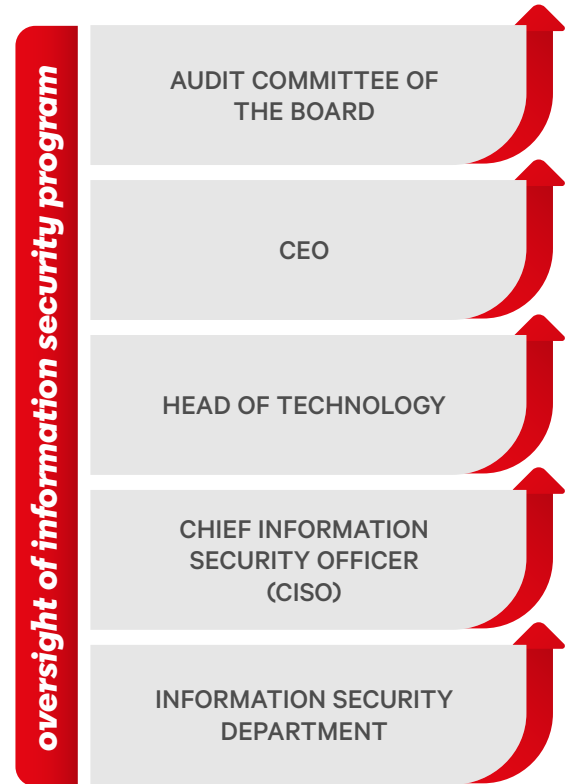 oversight of information security program
AUDIT COMMITTEE OF
THE BOARD
CEO
HEAD OF TECHNOLOGY
CHIEF INFORMATION
SECURITY OFFICER
(CISO)
INFORMATION SECURITY
DEPARTMENT